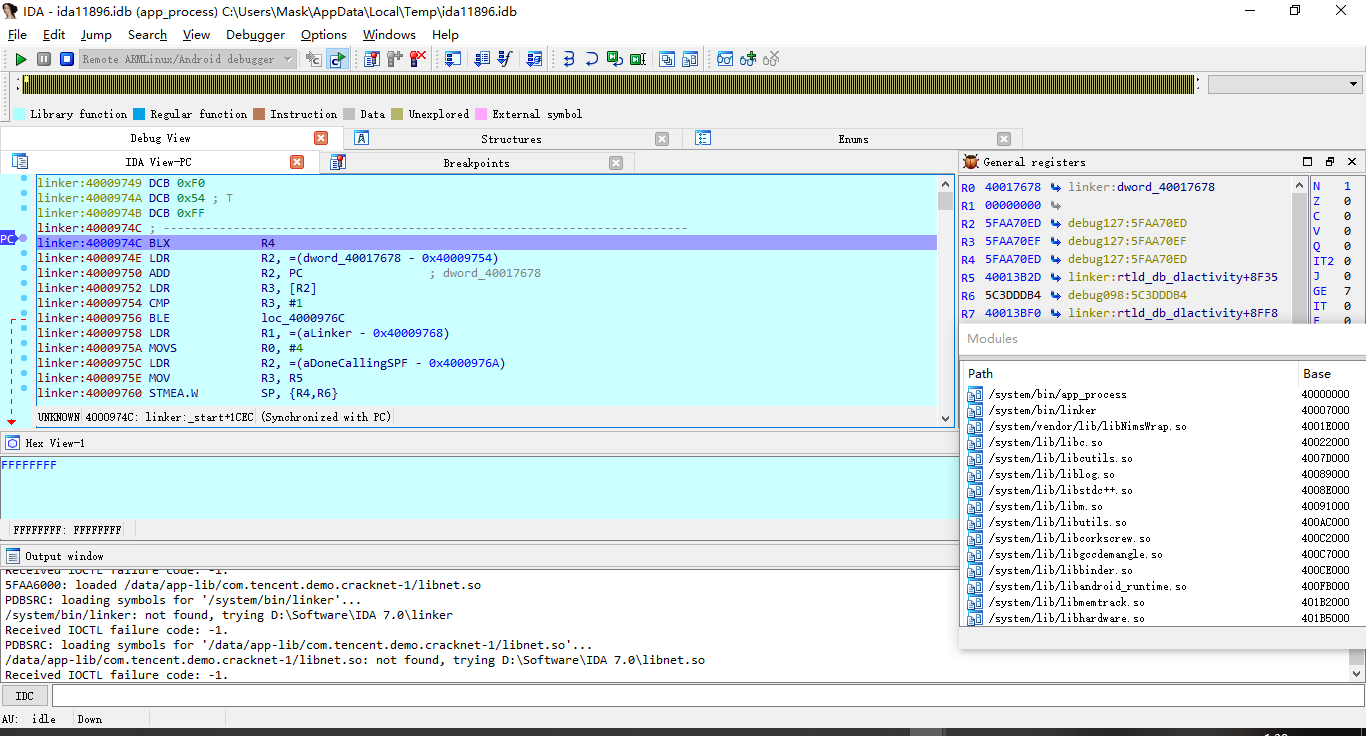 IDA - ida11896.idb (app_process) C:\Users\Mask\AppData\Local\Temp\ida11896.idb
File Edit Jump Search View Debugger Options Windows Help
Remote ARMLinux/Android debugger
Library function Regular function Instruction Data Unexplored External symbol
Debug View Structures Enums
IDA View-PC Breakpoints
linker:40009749 DCB 0xF0
linker:4000974A DCB 0x54 ; T
linker:4000974B DCB 0xFF
linker:4000974C ; ---------------------------------------------------------------------------
PC
linker:4000974C BLX R4
linker:4000974E LDR R2, =(dword_40017678 - 0x40009754)
linker:40009750 ADD R2, PC ; dword_40017678
linker:40009752 LDR R3, [R2]
linker:40009754 CMP R3, #1
linker:40009756 BLE loc_4000976C
linker:40009758 LDR R1, =(aLinker - 0x40009768)
linker:4000975A MOVS R0, #4
linker:4000975C LDR R2, =(aDoneCallingSPF - 0x4000976A)
linker:4000975E MOV R3, R5
linker:40009760 STMEA.W SP, {R4,R6}
UNKNOWN 4000974C: linker:_start+1CEC (Synchronized with PC)
General registers
R0 40017678 linker:dword_40017678
R1 00000000
R2 5FAA70ED debug127:5FAA70ED
R3 5FAA70EF debug127:5FAA70EF
R4 5FAA70ED debug127:5FAA70ED
R5 40013B2D linker:rtld_db_dlactivity+8F35
R6 5C3DDDB4 debug098:5C3DDDB4
R7 40013BF0 linker:rtld_db_dlactivity+8FF8
N 1
Z 0
C 0
V 0
Q 0
IT2 0
J 0
GE 7
IT 0
Modules
Path Base
/system/bin/app_process 40000000
/system/bin/linker 40007000
/system/vendor/lib/libNimsWrap.so 4001E000
/system/lib/libc.so 40022000
/system/lib/libcutils.so 4007D000
/system/lib/liblog.so 40089000
/system/lib/libstdc++.so 4008E000
/system/lib/libm.so 40091000
/system/lib/libutils.so 400AC000
/system/lib/libcorkscrew.so 400C2000
/system/lib/libgccdemangle.so 400C7000
/system/lib/libbinder.so 400CE000
/system/lib/libandroid_runtime.so 400FB000
/system/lib/libmemtrack.so 401B2000
/system/lib/libhardware.so 401B5000
Hex View-1
FFFFFFFF
FFFFFFFF: FFFFFFFF
Output window
Received IOCTL failure code: -1.
5FAA6000: loaded /data/app-lib/com.tencent.demo.cracknet-1/libnet.so
PDBSRC: loading symbols for '/system/bin/linker'...
/system/bin/linker: not found, trying D:\Software\IDA 7.0\linker
Received IOCTL failure code: -1.
PDBSRC: loading symbols for '/data/app-lib/com.tencent.demo.cracknet-1/libnet.so'...
/data/app-lib/com.tencent.demo.cracknet-1/libnet.so: not found, trying D:\Software\IDA 7.0\libnet.so
Received IOCTL failure code: -1.
IDC
AU: idle Down